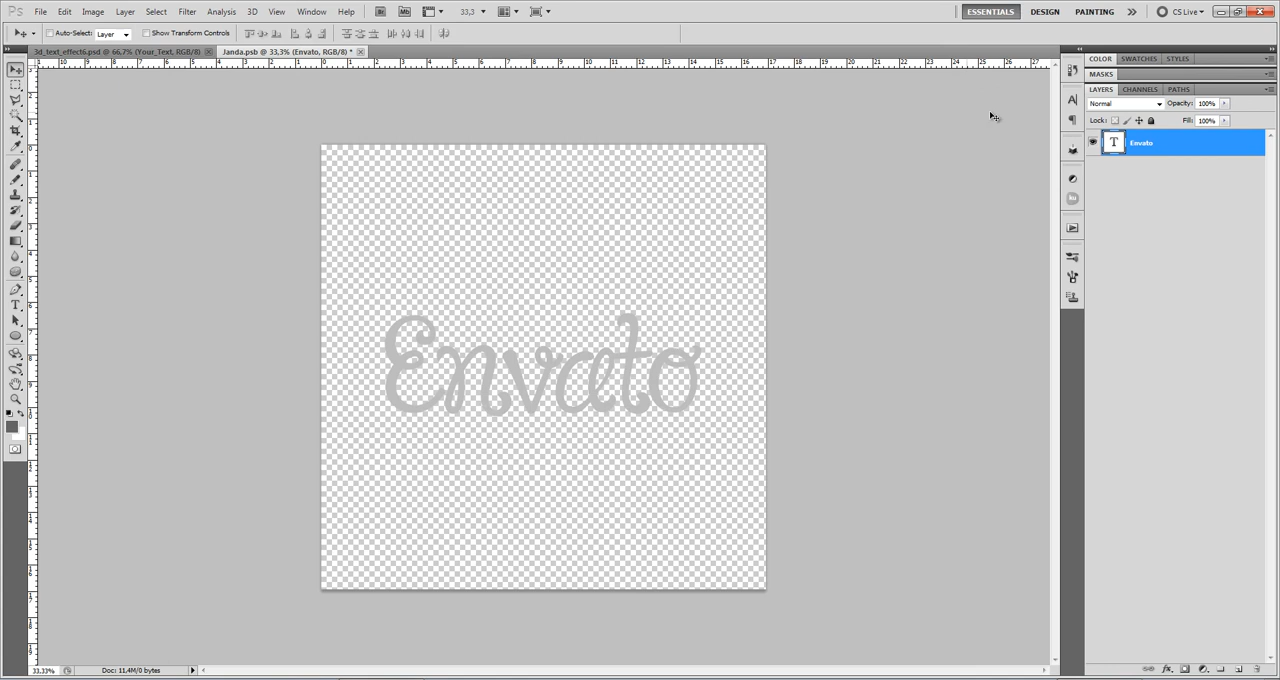 Ps File Edit Image Layer Select Filter Analysis 3D View Window Help Br Mb 33,3 ESSENTIALS DESIGN PAINTING CS Live
Auto-Select: Layer Show Transform Controls
3d_text_effect6.psd @ 66,7% (Your_Text, RGB/8) Janda.psb @ 33,3% (Envato, RGB/8) *
COLOR SWATCHES STYLES
MASKS
LAYERS CHANNELS PATHS
Normal Opacity: 100%
Lock: Fill: 100%
T Envato
Envato
33,33% Doc: 11,4M/0 bytes